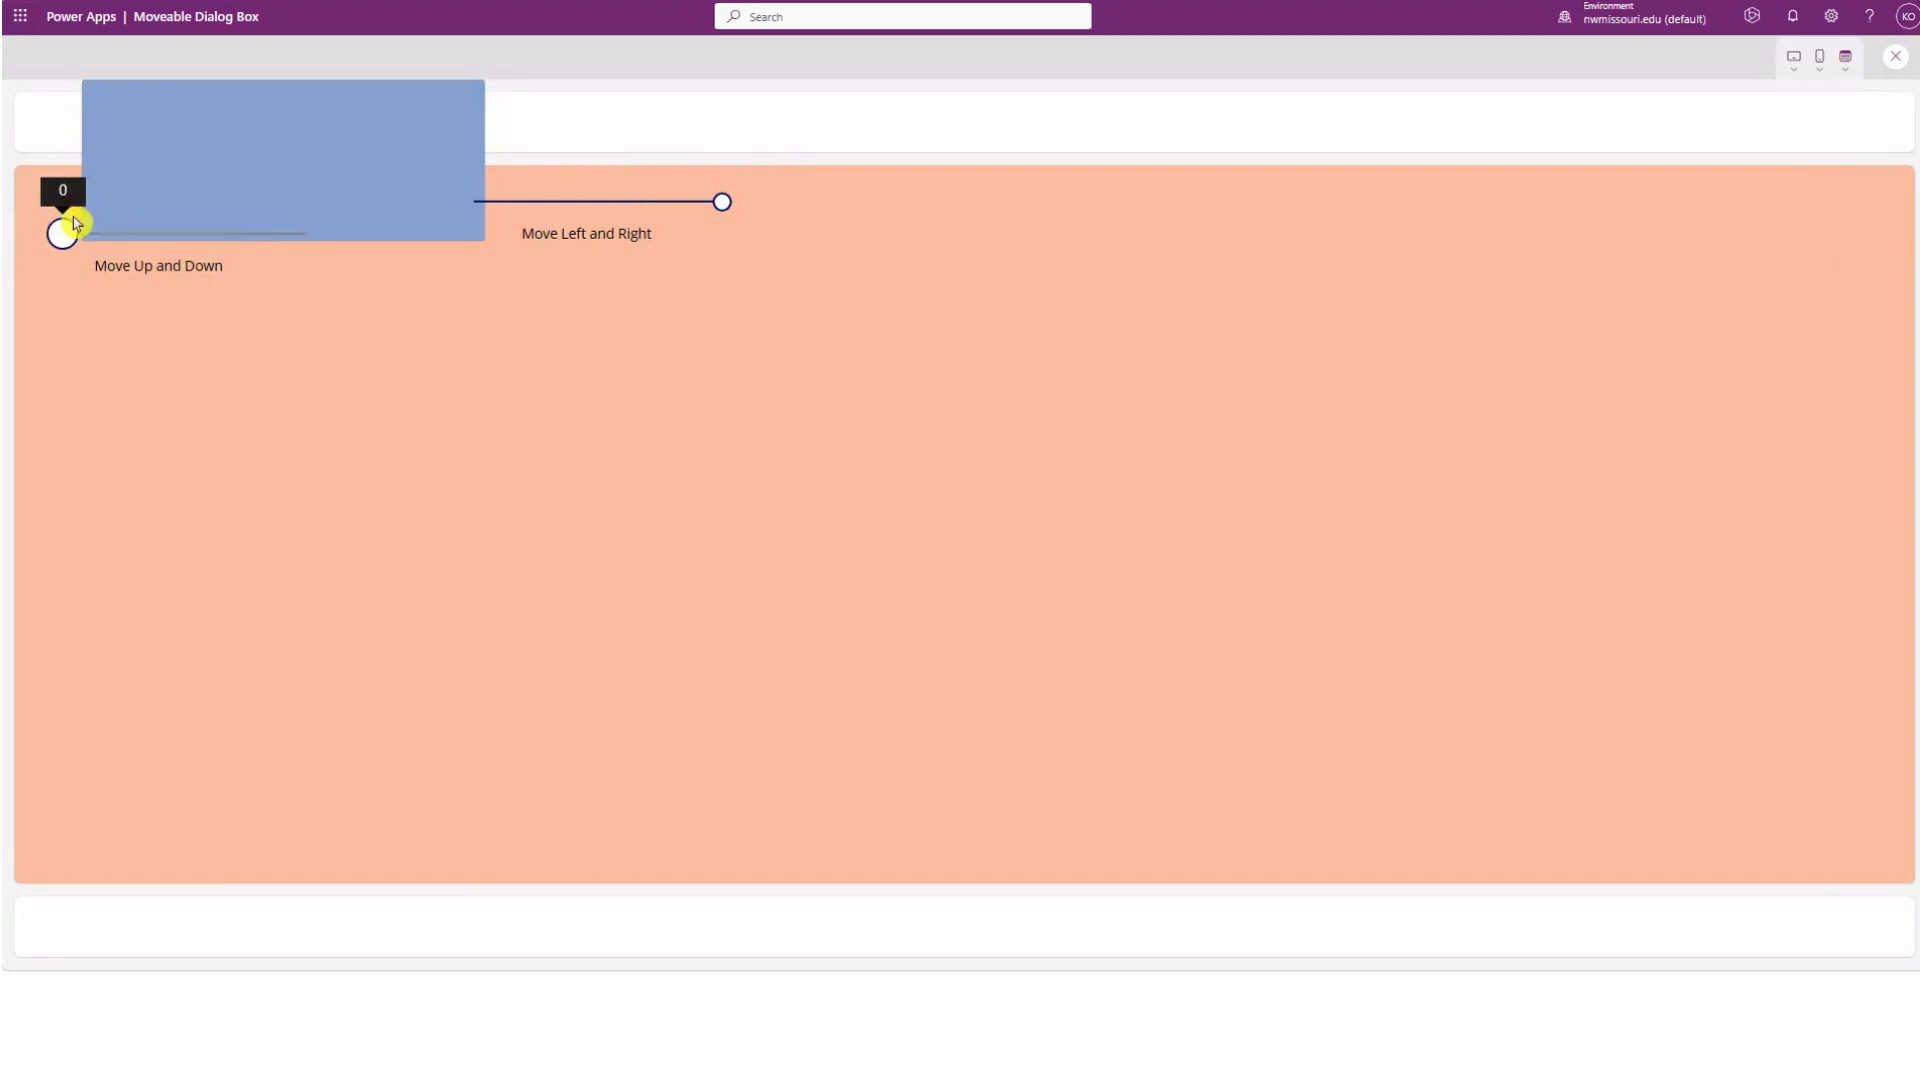 Power Apps | Moveable Dialog Box
Search
Environment
nwmissouri.edu (default)
?
KO
0
Move Left and Right
Move Up and Down